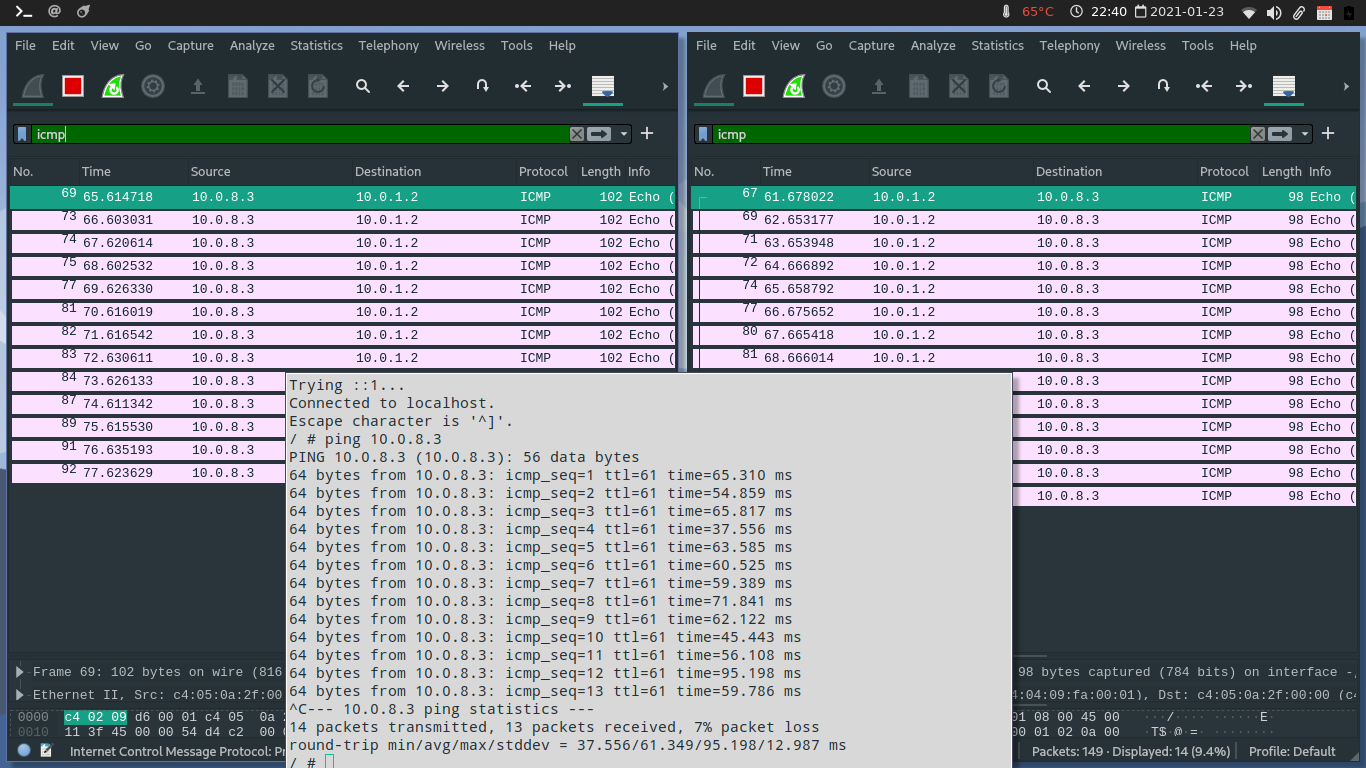 65°C 22:40 2021-01-23
File Edit View Go Capture Analyze Statistics Telephony Wireless Tools Help
icmp
No. Time Source Destination Protocol Length Info
69 65.614718 10.0.8.3 10.0.1.2 ICMP 102 Echo (
73 66.603031 10.0.8.3 10.0.1.2 ICMP 102 Echo (
74 67.620614 10.0.8.3 10.0.1.2 ICMP 102 Echo (
75 68.602532 10.0.8.3 10.0.1.2 ICMP 102 Echo (
77 69.626330 10.0.8.3 10.0.1.2 ICMP 102 Echo (
81 70.616019 10.0.8.3 10.0.1.2 ICMP 102 Echo (
82 71.616542 10.0.8.3 10.0.1.2 ICMP 102 Echo (
83 72.630611 10.0.8.3 10.0.1.2 ICMP 102 Echo (
84 73.626133 10.0.8.3
87 74.611342 10.0.8.3
89 75.615530 10.0.8.3
91 76.635193 10.0.8.3
92 77.623629 10.0.8.3
Frame 69: 102 bytes on wire (816
Ethernet II, Src: c4:05:0a:2f:00
0000 c4 02 09 d6 00 01 c4 05 0a 2
0010 11 3f 45 00 00 54 d4 c2 00 0
Internet Control Message Protocol: Pr
File Edit View Go Capture Analyze Statistics Telephony Wireless Tools Help
icmp
No. Time Source Destination Protocol Length Info
67 61.678022 10.0.1.2 10.0.8.3 ICMP 98 Echo (
69 62.653177 10.0.1.2 10.0.8.3 ICMP 98 Echo (
71 63.653948 10.0.1.2 10.0.8.3 ICMP 98 Echo (
72 64.666892 10.0.1.2 10.0.8.3 ICMP 98 Echo (
74 65.658792 10.0.1.2 10.0.8.3 ICMP 98 Echo (
77 66.675652 10.0.1.2 10.0.8.3 ICMP 98 Echo (
80 67.665418 10.0.1.2 10.0.8.3 ICMP 98 Echo (
81 68.666014 10.0.1.2 10.0.8.3 ICMP 98 Echo (
10.0.8.3 ICMP 98 Echo (
10.0.8.3 ICMP 98 Echo (
10.0.8.3 ICMP 98 Echo (
10.0.8.3 ICMP 98 Echo (
10.0.8.3 ICMP 98 Echo (
10.0.8.3 ICMP 98 Echo (
98 bytes captured (784 bits) on interface -,
4:04:09:fa:00:01), Dst: c4:05:0a:2f:00:00 (c4
01 08 00 45 00 ···/···· ······E·
00 01 02 0a 00 ·T$·@·=·
Packets: 149 · Displayed: 14 (9.4%) Profile: Default
Trying ::1...
Connected to localhost.
Escape character is '^]'.
/ # ping 10.0.8.3
PING 10.0.8.3 (10.0.8.3): 56 data bytes
64 bytes from 10.0.8.3: icmp_seq=1 ttl=61 time=65.310 ms
64 bytes from 10.0.8.3: icmp_seq=2 ttl=61 time=54.859 ms
64 bytes from 10.0.8.3: icmp_seq=3 ttl=61 time=65.817 ms
64 bytes from 10.0.8.3: icmp_seq=4 ttl=61 time=37.556 ms
64 bytes from 10.0.8.3: icmp_seq=5 ttl=61 time=63.585 ms
64 bytes from 10.0.8.3: icmp_seq=6 ttl=61 time=60.525 ms
64 bytes from 10.0.8.3: icmp_seq=7 ttl=61 time=59.389 ms
64 bytes from 10.0.8.3: icmp_seq=8 ttl=61 time=71.841 ms
64 bytes from 10.0.8.3: icmp_seq=9 ttl=61 time=62.122 ms
64 bytes from 10.0.8.3: icmp_seq=10 ttl=61 time=45.443 ms
64 bytes from 10.0.8.3: icmp_seq=11 ttl=61 time=56.108 ms
64 bytes from 10.0.8.3: icmp_seq=12 ttl=61 time=95.198 ms
64 bytes from 10.0.8.3: icmp_seq=13 ttl=61 time=59.786 ms
^C--- 10.0.8.3 ping statistics ---
14 packets transmitted, 13 packets received, 7% packet loss
round-trip min/avg/max/stddev = 37.556/61.349/95.198/12.987 ms
/ #